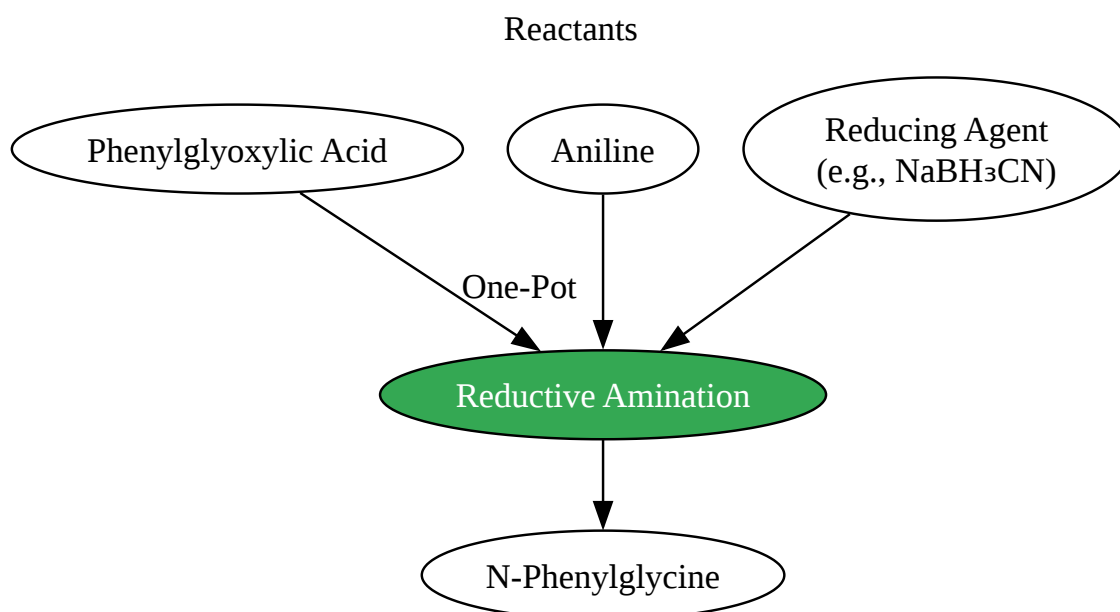 Reactants
Phenylglyoxylic Acid
Aniline
Reducing Agent
(e.g., NaBH₃CN)
One-Pot
Reductive Amination
N-Phenylglycine